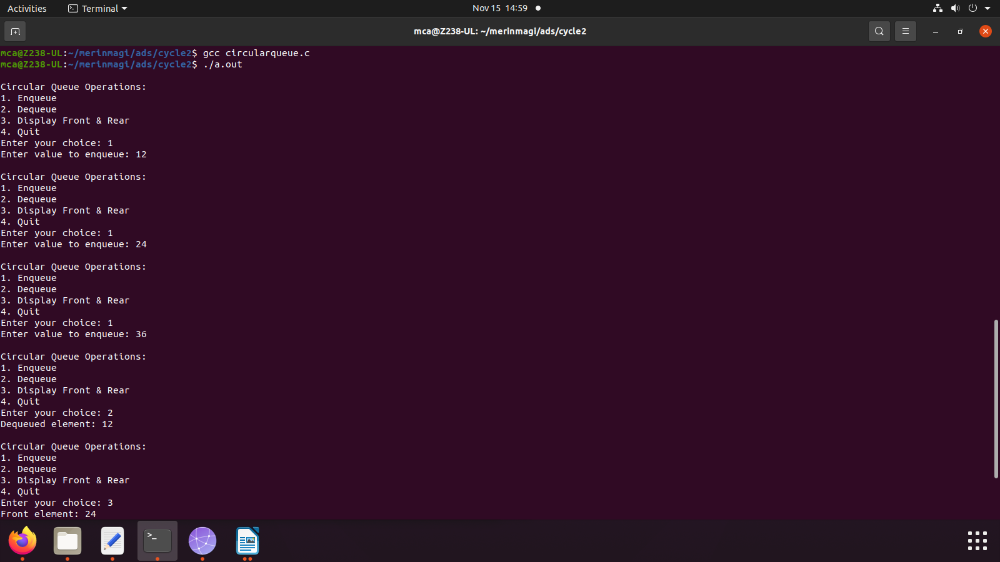 Activities Terminal Nov 15 14:59
mca@Z238-UL: ~/merinmagi/ads/cycle2
mca@Z238-UL:~/merinmagi/ads/cycle2$ gcc circularqueue.c
mca@Z238-UL:~/merinmagi/ads/cycle2$ ./a.out
Circular Queue Operations:
1. Enqueue
2. Dequeue
3. Display Front & Rear
4. Quit
Enter your choice: 1
Enter value to enqueue: 12
Circular Queue Operations:
1. Enqueue
2. Dequeue
3. Display Front & Rear
4. Quit
Enter your choice: 1
Enter value to enqueue: 24
Circular Queue Operations:
1. Enqueue
2. Dequeue
3. Display Front & Rear
4. Quit
Enter your choice: 1
Enter value to enqueue: 36
Circular Queue Operations:
1. Enqueue
2. Dequeue
3. Display Front & Rear
4. Quit
Enter your choice: 2
Dequeued element: 12
Circular Queue Operations:
1. Enqueue
2. Dequeue
3. Display Front & Rear
4. Quit
Enter your choice: 3
Front element: 24